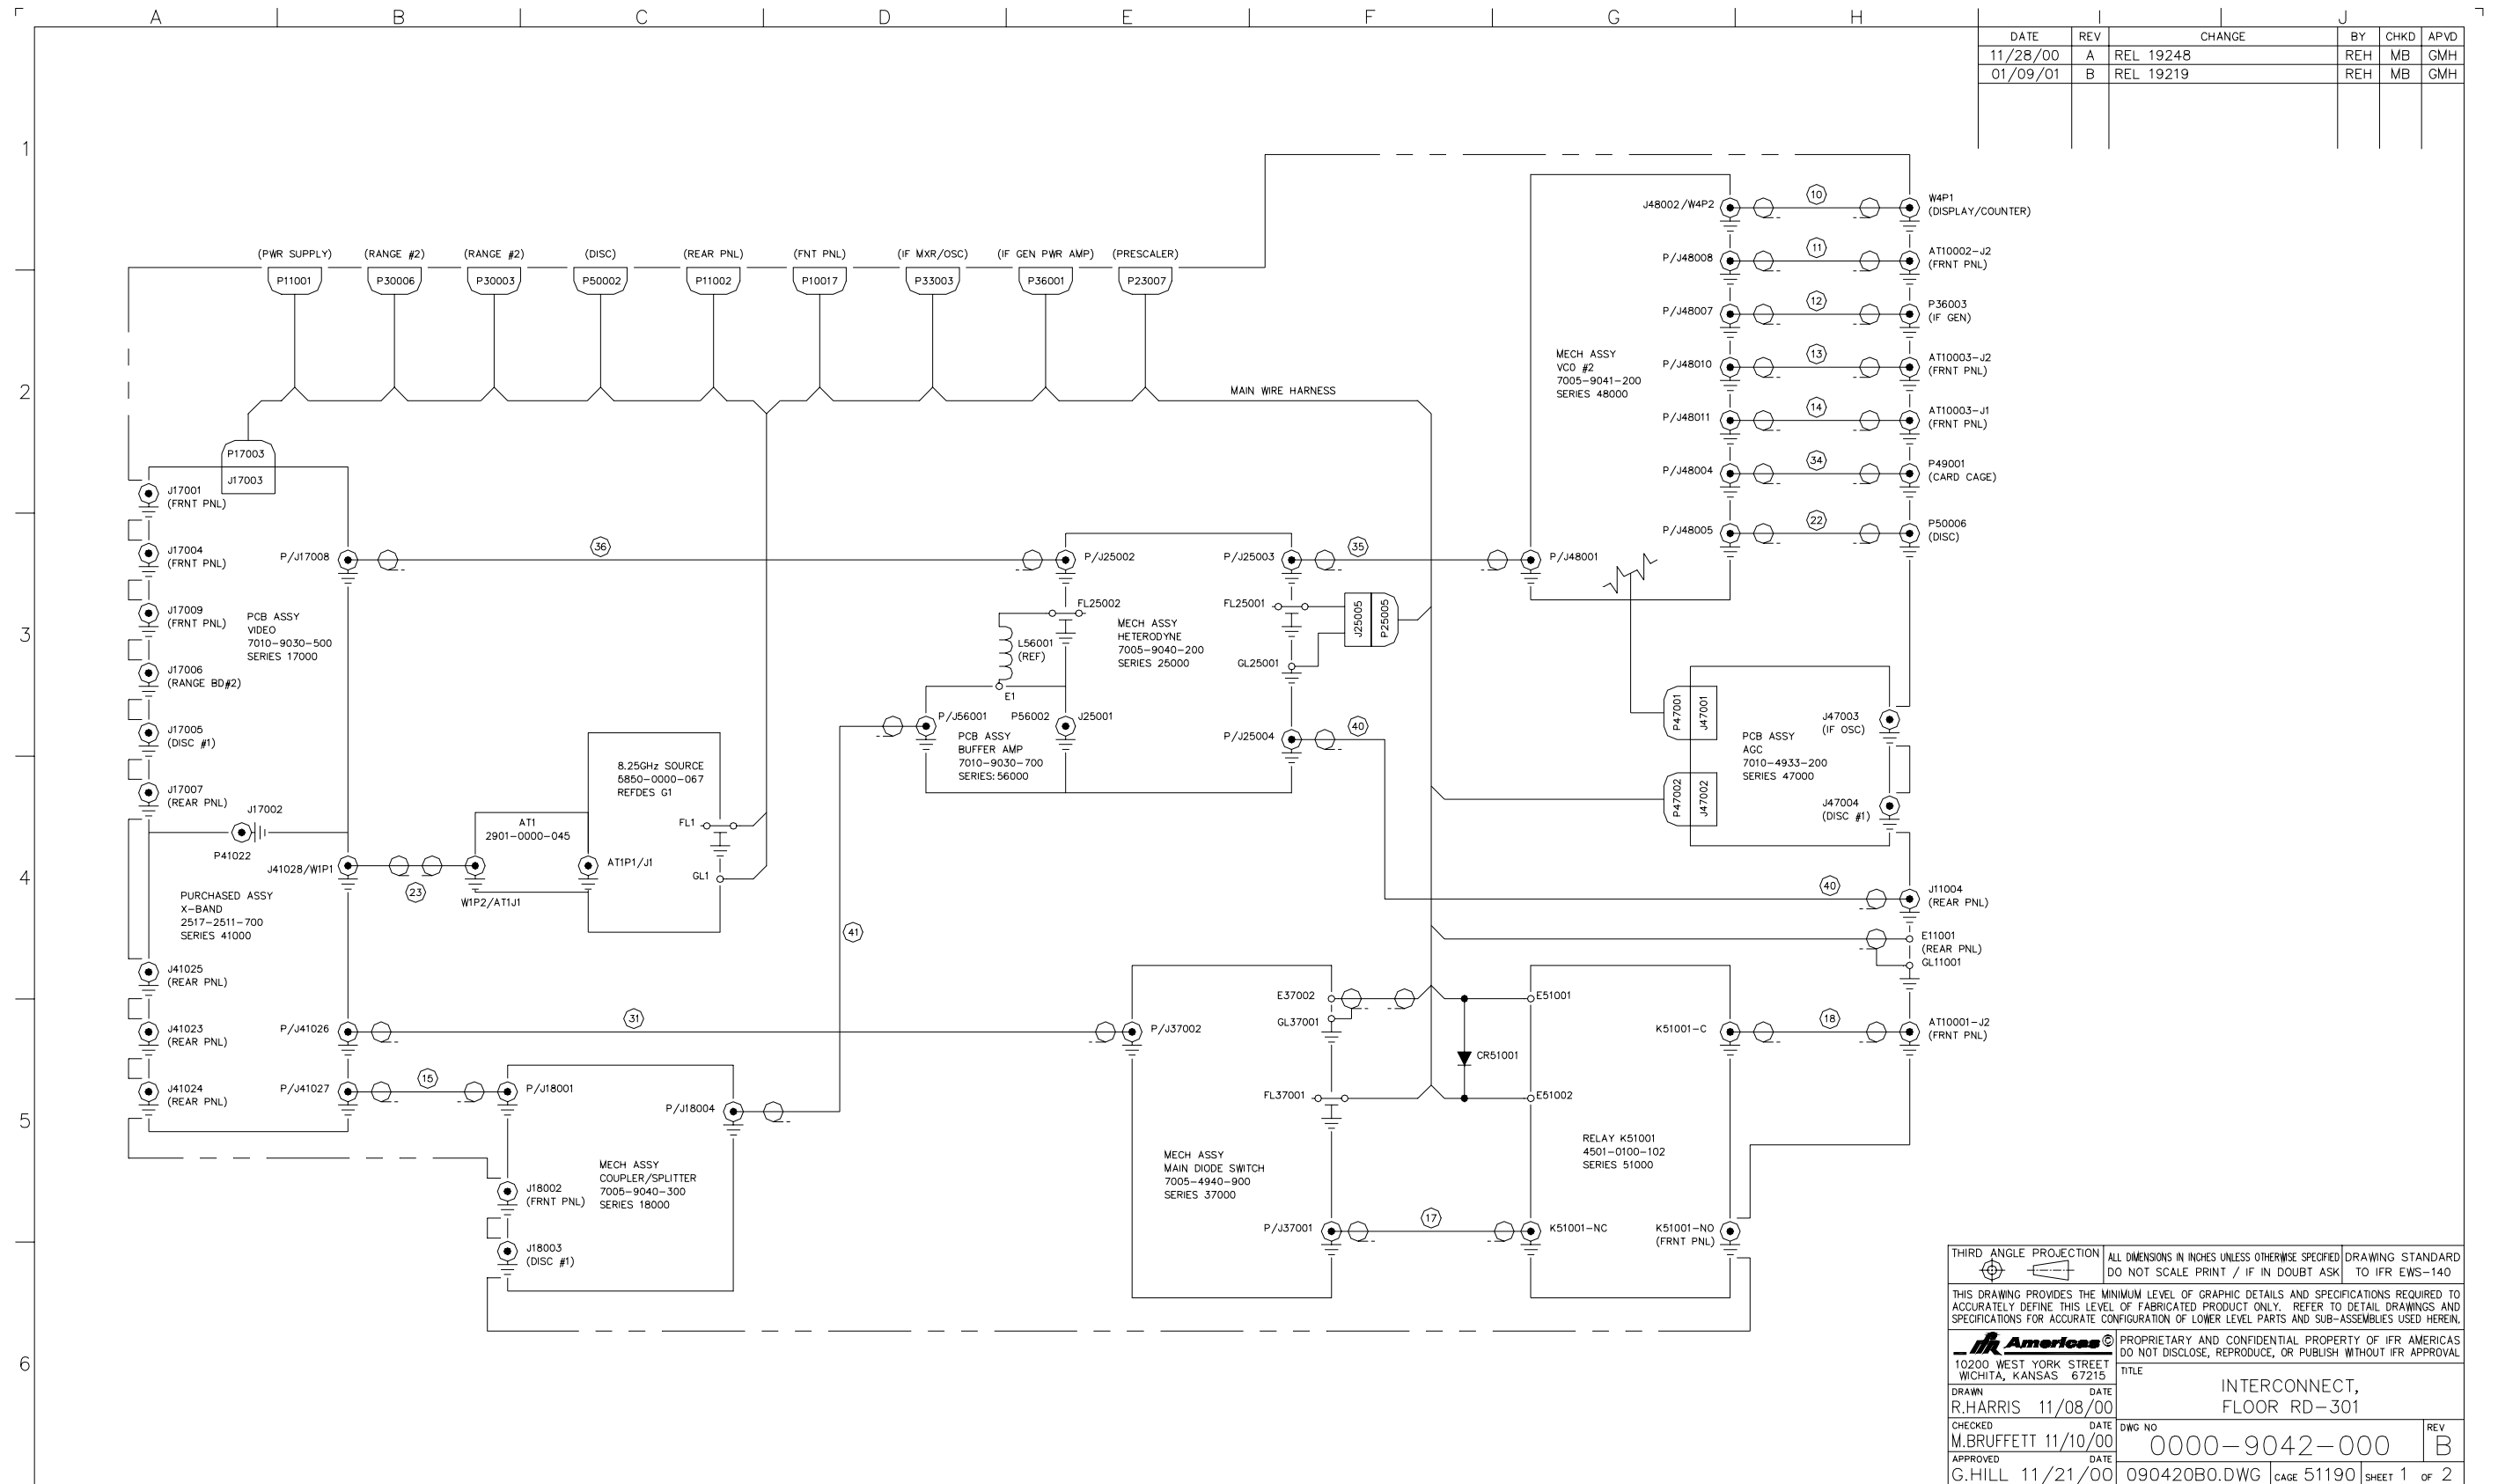 A B C D E F G H I J
DATE REV CHANGE BY CHKD APVD
11/28/00 A REL 19248 REH MB GMH
01/09/01 B REL 19219 REH MB GMH
1
2
3
4
5
6
(PWR SUPPLY) (RANGE #2) (RANGE #2) (DISC) (REAR PNL) (FNT PNL) (IF MXR/OSC) (IF GEN PWR AMP) (PRESCALER)
P11001 P30006 P30003 P50002 P11002 P10017 P33003 P36001 P23007
MAIN WIRE HARNESS
J48002/W4P2
10
W4P1
(DISPLAY/COUNTER)
P/J48008
11
AT10002-J2
(FRNT PNL)
P/J48007
12
P36003
(IF GEN)
MECH ASSY
VCO #2
7005-9041-200
SERIES 48000
P/J48010
13
AT10003-J2
(FRNT PNL)
P/J48011
14
AT10003-J1
(FRNT PNL)
P/J48004
34
P49001
(CARD CAGE)
P/J48005
22
P50006
(DISC)
P17003
J17003
J17001
(FRNT PNL)
J17004
(FRNT PNL)
J17009
(FRNT PNL)
J17006
(RANGE BD#2)
J17005
(DISC #1)
J17007
(REAR PNL)
P/J17008
PCB ASSY
VIDEO
7010-9030-500
SERIES 17000
J17002
P41022
36
P/J25002
P/J25003
35
P/J48001
FL25002
FL25001
J25005
P25005
L56001
(REF)
MECH ASSY
HETERODYNE
7005-9040-200
SERIES 25000
GL25001
E1
P/J56001
P56002
J25001
PCB ASSY
BUFFER AMP
7010-9030-700
SERIES: 56000
P/J25004
40
P47001
J47001
P47002
J47002
PCB ASSY
AGC
7010-4933-200
SERIES 47000
J47003
(IF OSC)
J47004
(DISC #1)
8.25GHz SOURCE
5850-0000-067
REFDES G1
AT1
2901-0000-045
FL1
AT1P1/J1
GL1
J41028/W1P1
23
W1P2/AT1J1
PURCHASED ASSY
X-BAND
2517-2511-700
SERIES 41000
41
40
J11004
(REAR PNL)
E11001
(REAR PNL)
GL11001
J41025
(REAR PNL)
J41023
(REAR PNL)
J41024
(REAR PNL)
P/J41026
31
P/J37002
P/J41027
15
P/J18001
P/J18004
E37002
GL37001
E51001
K51001-C
18
AT10001-J2
(FRNT PNL)
CR51001
FL37001
E51002
MECH ASSY
COUPLER/SPLITTER
7005-9040-300
SERIES 18000
J18002
(FRNT PNL)
J18003
(DISC #1)
MECH ASSY
MAIN DIODE SWITCH
7005-4940-900
SERIES 37000
RELAY K51001
4501-0100-102
SERIES 51000
P/J37001
17
K51001-NC
K51001-NO
(FRNT PNL)
THIRD ANGLE PROJECTION
ALL DIMENSIONS IN INCHES UNLESS OTHERWISE SPECIFIED
DO NOT SCALE PRINT / IF IN DOUBT ASK
DRAWING STANDARD
TO IFR EWS-140
THIS DRAWING PROVIDES THE MINIMUM LEVEL OF GRAPHIC DETAILS AND SPECIFICATIONS REQUIRED TO
ACCURATELY DEFINE THIS LEVEL OF FABRICATED PRODUCT ONLY. REFER TO DETAIL DRAWINGS AND
SPECIFICATIONS FOR ACCURATE CONFIGURATION OF LOWER LEVEL PARTS AND SUB-ASSEMBLIES USED HEREIN.
ifr Americas ©
10200 WEST YORK STREET
WICHITA, KANSAS 67215
PROPRIETARY AND CONFIDENTIAL PROPERTY OF IFR AMERICAS
DO NOT DISCLOSE, REPRODUCE, OR PUBLISH WITHOUT IFR APPROVAL
TITLE
INTERCONNECT,
FLOOR RD-301
DRAWN DATE
R.HARRIS 11/08/00
CHECKED DATE
M.BRUFFETT 11/10/00
APPROVED DATE
G.HILL 11/21/00
DWG NO
0000-9042-000
REV
B
090420B0.DWG CAGE 51190 SHEET 1 OF 2